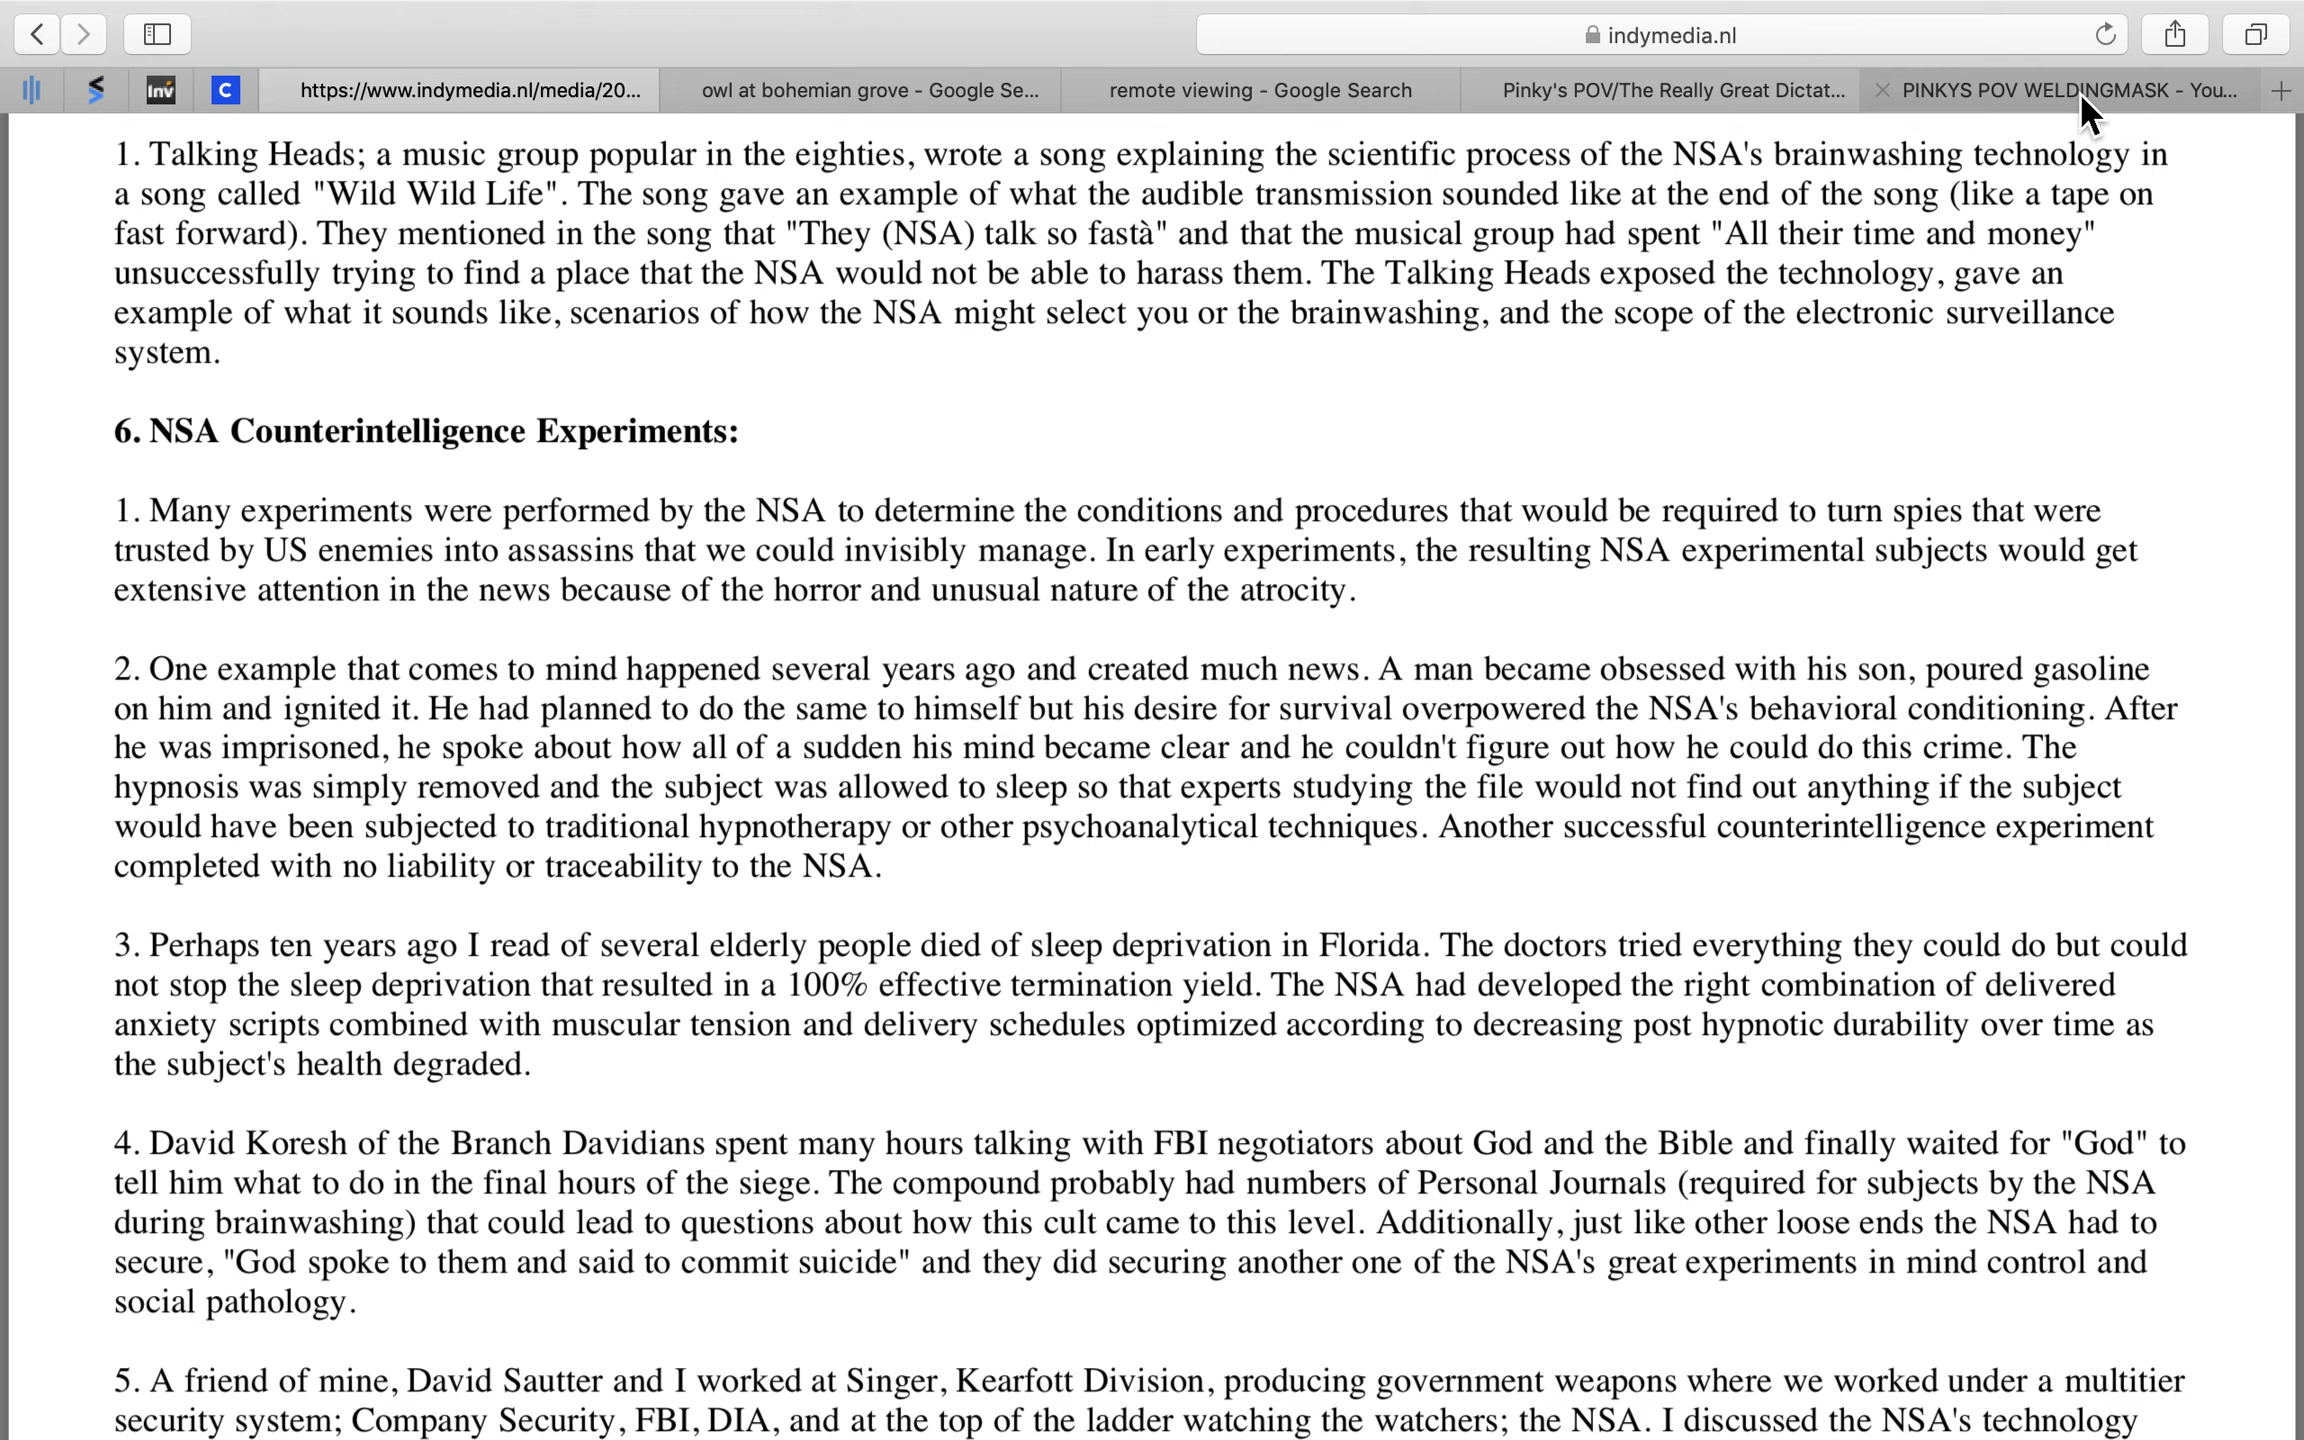 indymedia.nl
Inv
C
https://www.indymedia.nl/media/20...
owl at bohemian grove - Google Se...
remote viewing - Google Search
Pinky's POV/The Really Great Dictat...
PINKYS POV WELDINGMASK - You...
1. Talking Heads; a music group popular in the eighties, wrote a song explaining the scientific process of the NSA's brainwashing technology in
a song called "Wild Wild Life". The song gave an example of what the audible transmission sounded like at the end of the song (like a tape on
fast forward). They mentioned in the song that "They (NSA) talk so fastà" and that the musical group had spent "All their time and money"
unsuccessfully trying to find a place that the NSA would not be able to harass them. The Talking Heads exposed the technology, gave an
example of what it sounds like, scenarios of how the NSA might select you or the brainwashing, and the scope of the electronic surveillance
system.
6. NSA Counterintelligence Experiments:
1. Many experiments were performed by the NSA to determine the conditions and procedures that would be required to turn spies that were
trusted by US enemies into assassins that we could invisibly manage. In early experiments, the resulting NSA experimental subjects would get
extensive attention in the news because of the horror and unusual nature of the atrocity.
2. One example that comes to mind happened several years ago and created much news. A man became obsessed with his son, poured gasoline
on him and ignited it. He had planned to do the same to himself but his desire for survival overpowered the NSA's behavioral conditioning. After
he was imprisoned, he spoke about how all of a sudden his mind became clear and he couldn't figure out how he could do this crime. The
hypnosis was simply removed and the subject was allowed to sleep so that experts studying the file would not find out anything if the subject
would have been subjected to traditional hypnotherapy or other psychoanalytical techniques. Another successful counterintelligence experiment
completed with no liability or traceability to the NSA.
3. Perhaps ten years ago I read of several elderly people died of sleep deprivation in Florida. The doctors tried everything they could do but could
not stop the sleep deprivation that resulted in a 100% effective termination yield. The NSA had developed the right combination of delivered
anxiety scripts combined with muscular tension and delivery schedules optimized according to decreasing post hypnotic durability over time as
the subject's health degraded.
4. David Koresh of the Branch Davidians spent many hours talking with FBI negotiators about God and the Bible and finally waited for "God" to
tell him what to do in the final hours of the siege. The compound probably had numbers of Personal Journals (required for subjects by the NSA
during brainwashing) that could lead to questions about how this cult came to this level. Additionally, just like other loose ends the NSA had to
secure, "God spoke to them and said to commit suicide" and they did securing another one of the NSA's great experiments in mind control and
social pathology.
5. A friend of mine, David Sautter and I worked at Singer, Kearfott Division, producing government weapons where we worked under a multitier
security system; Company Security, FBI, DIA, and at the top of the ladder watching the watchers; the NSA. I discussed the NSA's technology